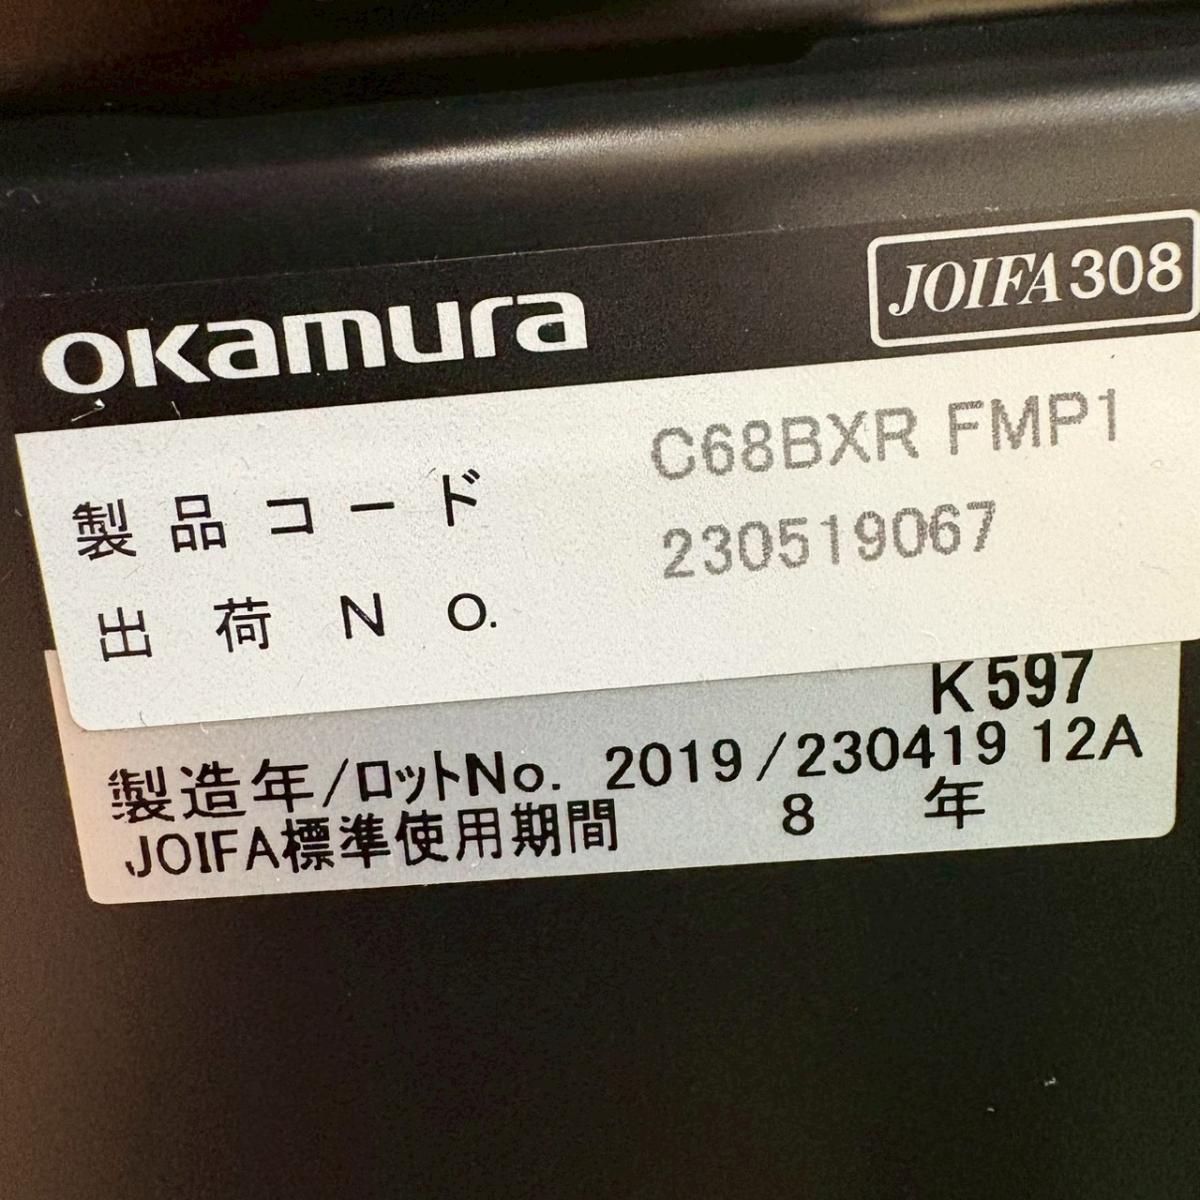 okamura
JOIFA308
製品コード C68BXR FMP1
出荷NO. 230519067
K597
製造年/ロットNo. 2019/230419 12A
JOIFA標準使用期間 8 年